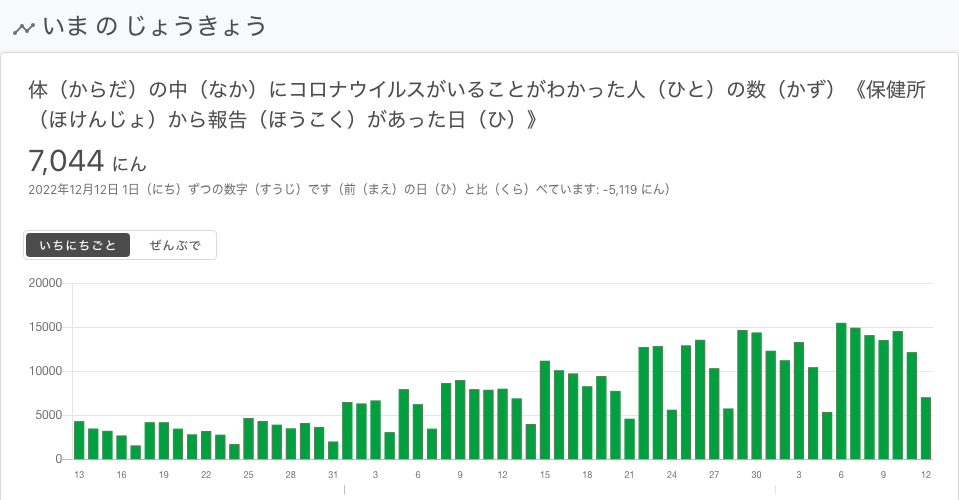 いま の じょうきょう
体（からだ）の中（なか）にコロナウイルスがいることがわかった人（ひと）の数（かず）《保健所
（ほけんじょ）から報告（ほうこく）があった日（ひ）》
7,044 にん
2022年12月12日 1日（にち）ずつの数字（すうじ）です（前（まえ）の日（ひ）と比（くら）べています: -5,119 にん）
いちにちごと ぜんぶで
20000
15000
10000
5000
0
13 16 19 22 25 28 31 3 6 9 12 15 18 21 24 27 30 3 6 9 12